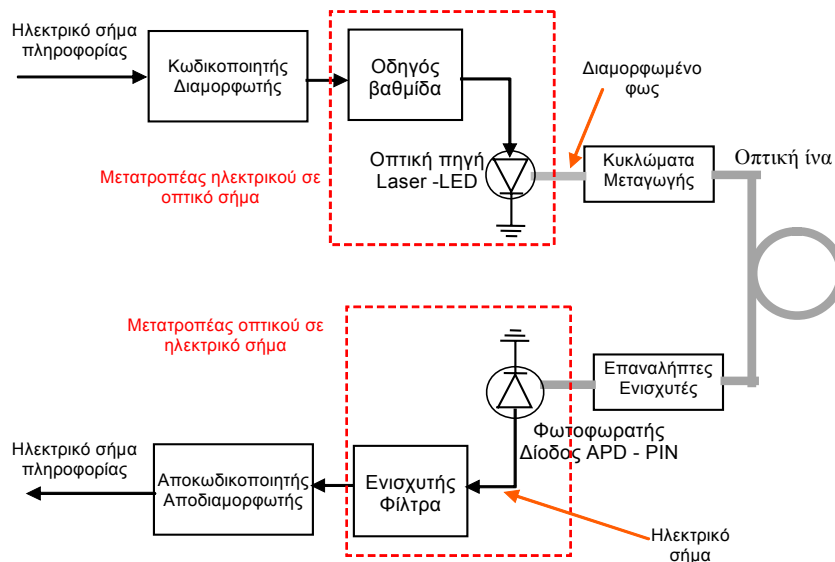 Ηλεκτρικό σήμα
πληροφορίας
Κωδικοποιητής
Διαμορφωτής
Οδηγός
βαθμίδα
Διαμορφωμένο
φως
Οπτική πηγή
Laser -LED
Κυκλώματα
Μεταγωγής
Οπτική ίνα
Μετατροπέας ηλεκτρικού σε
οπτικό σήμα
Μετατροπέας οπτικού σε
ηλεκτρικό σήμα
Επαναλήπτες
Ενισχυτές
Φωτοφωρατής
Δίοδος APD - PIN
Ηλεκτρικό σήμα
πληροφορίας
Αποκωδικοποιητής
Αποδιαμορφωτής
Ενισχυτής
Φίλτρα
Ηλεκτρικό
σήμα